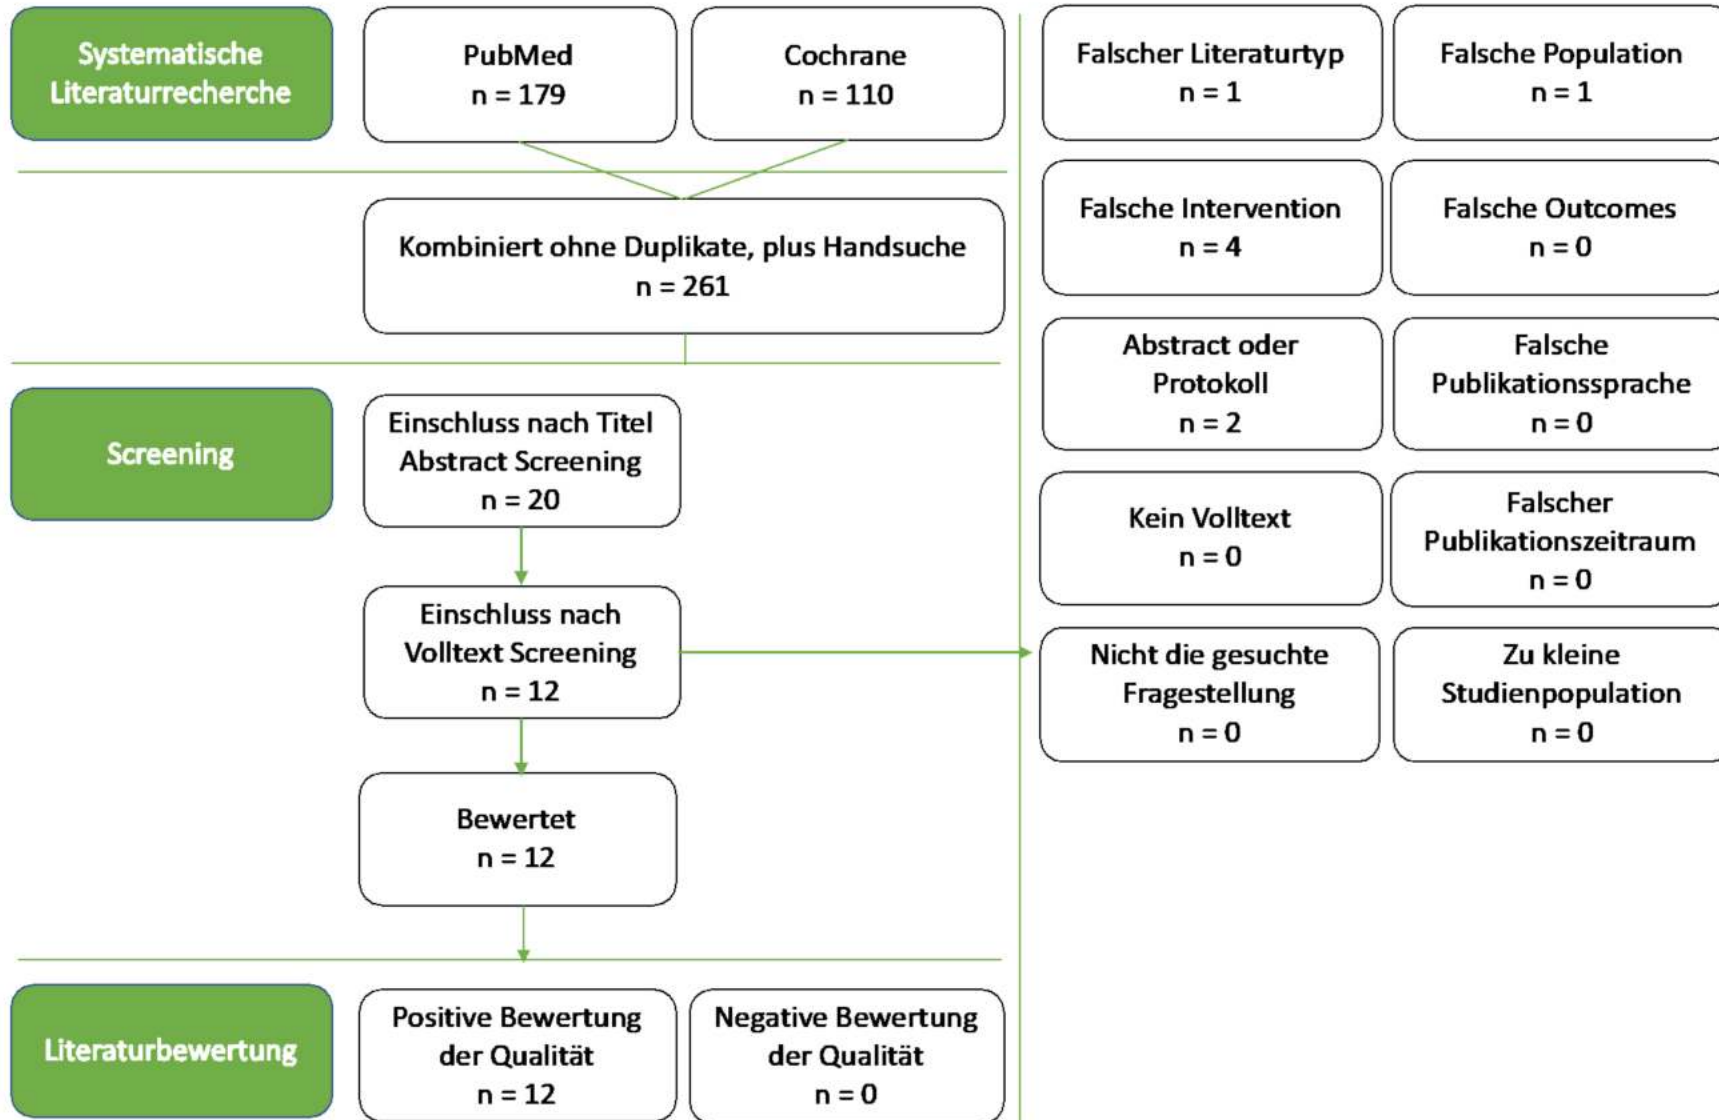 Systematische
Literaturrecherche
PubMed
n = 179
Cochrane
n = 110
Kombiniert ohne Duplikate, plus Handsuche
n = 261
Screening
Einschluss nach Titel
Abstract Screening
n = 20
Einschluss nach
Volltext Screening
n = 12
Bewertet
n = 12
Literaturbewertung
Positive Bewertung
der Qualität
n = 12
Negative Bewertung
der Qualität
n = 0
Falscher Literaturtyp
n = 1
Falsche Population
n = 1
Falsche Intervention
n = 4
Falsche Outcomes
n = 0
Abstract oder
Protokoll
n = 2
Falsche
Publikationssprache
n = 0
Kein Volltext
n = 0
Falscher
Publikationszeitraum
n = 0
Nicht die gesuchte
Fragestellung
n = 0
Zu kleine
Studienpopulation
n = 0